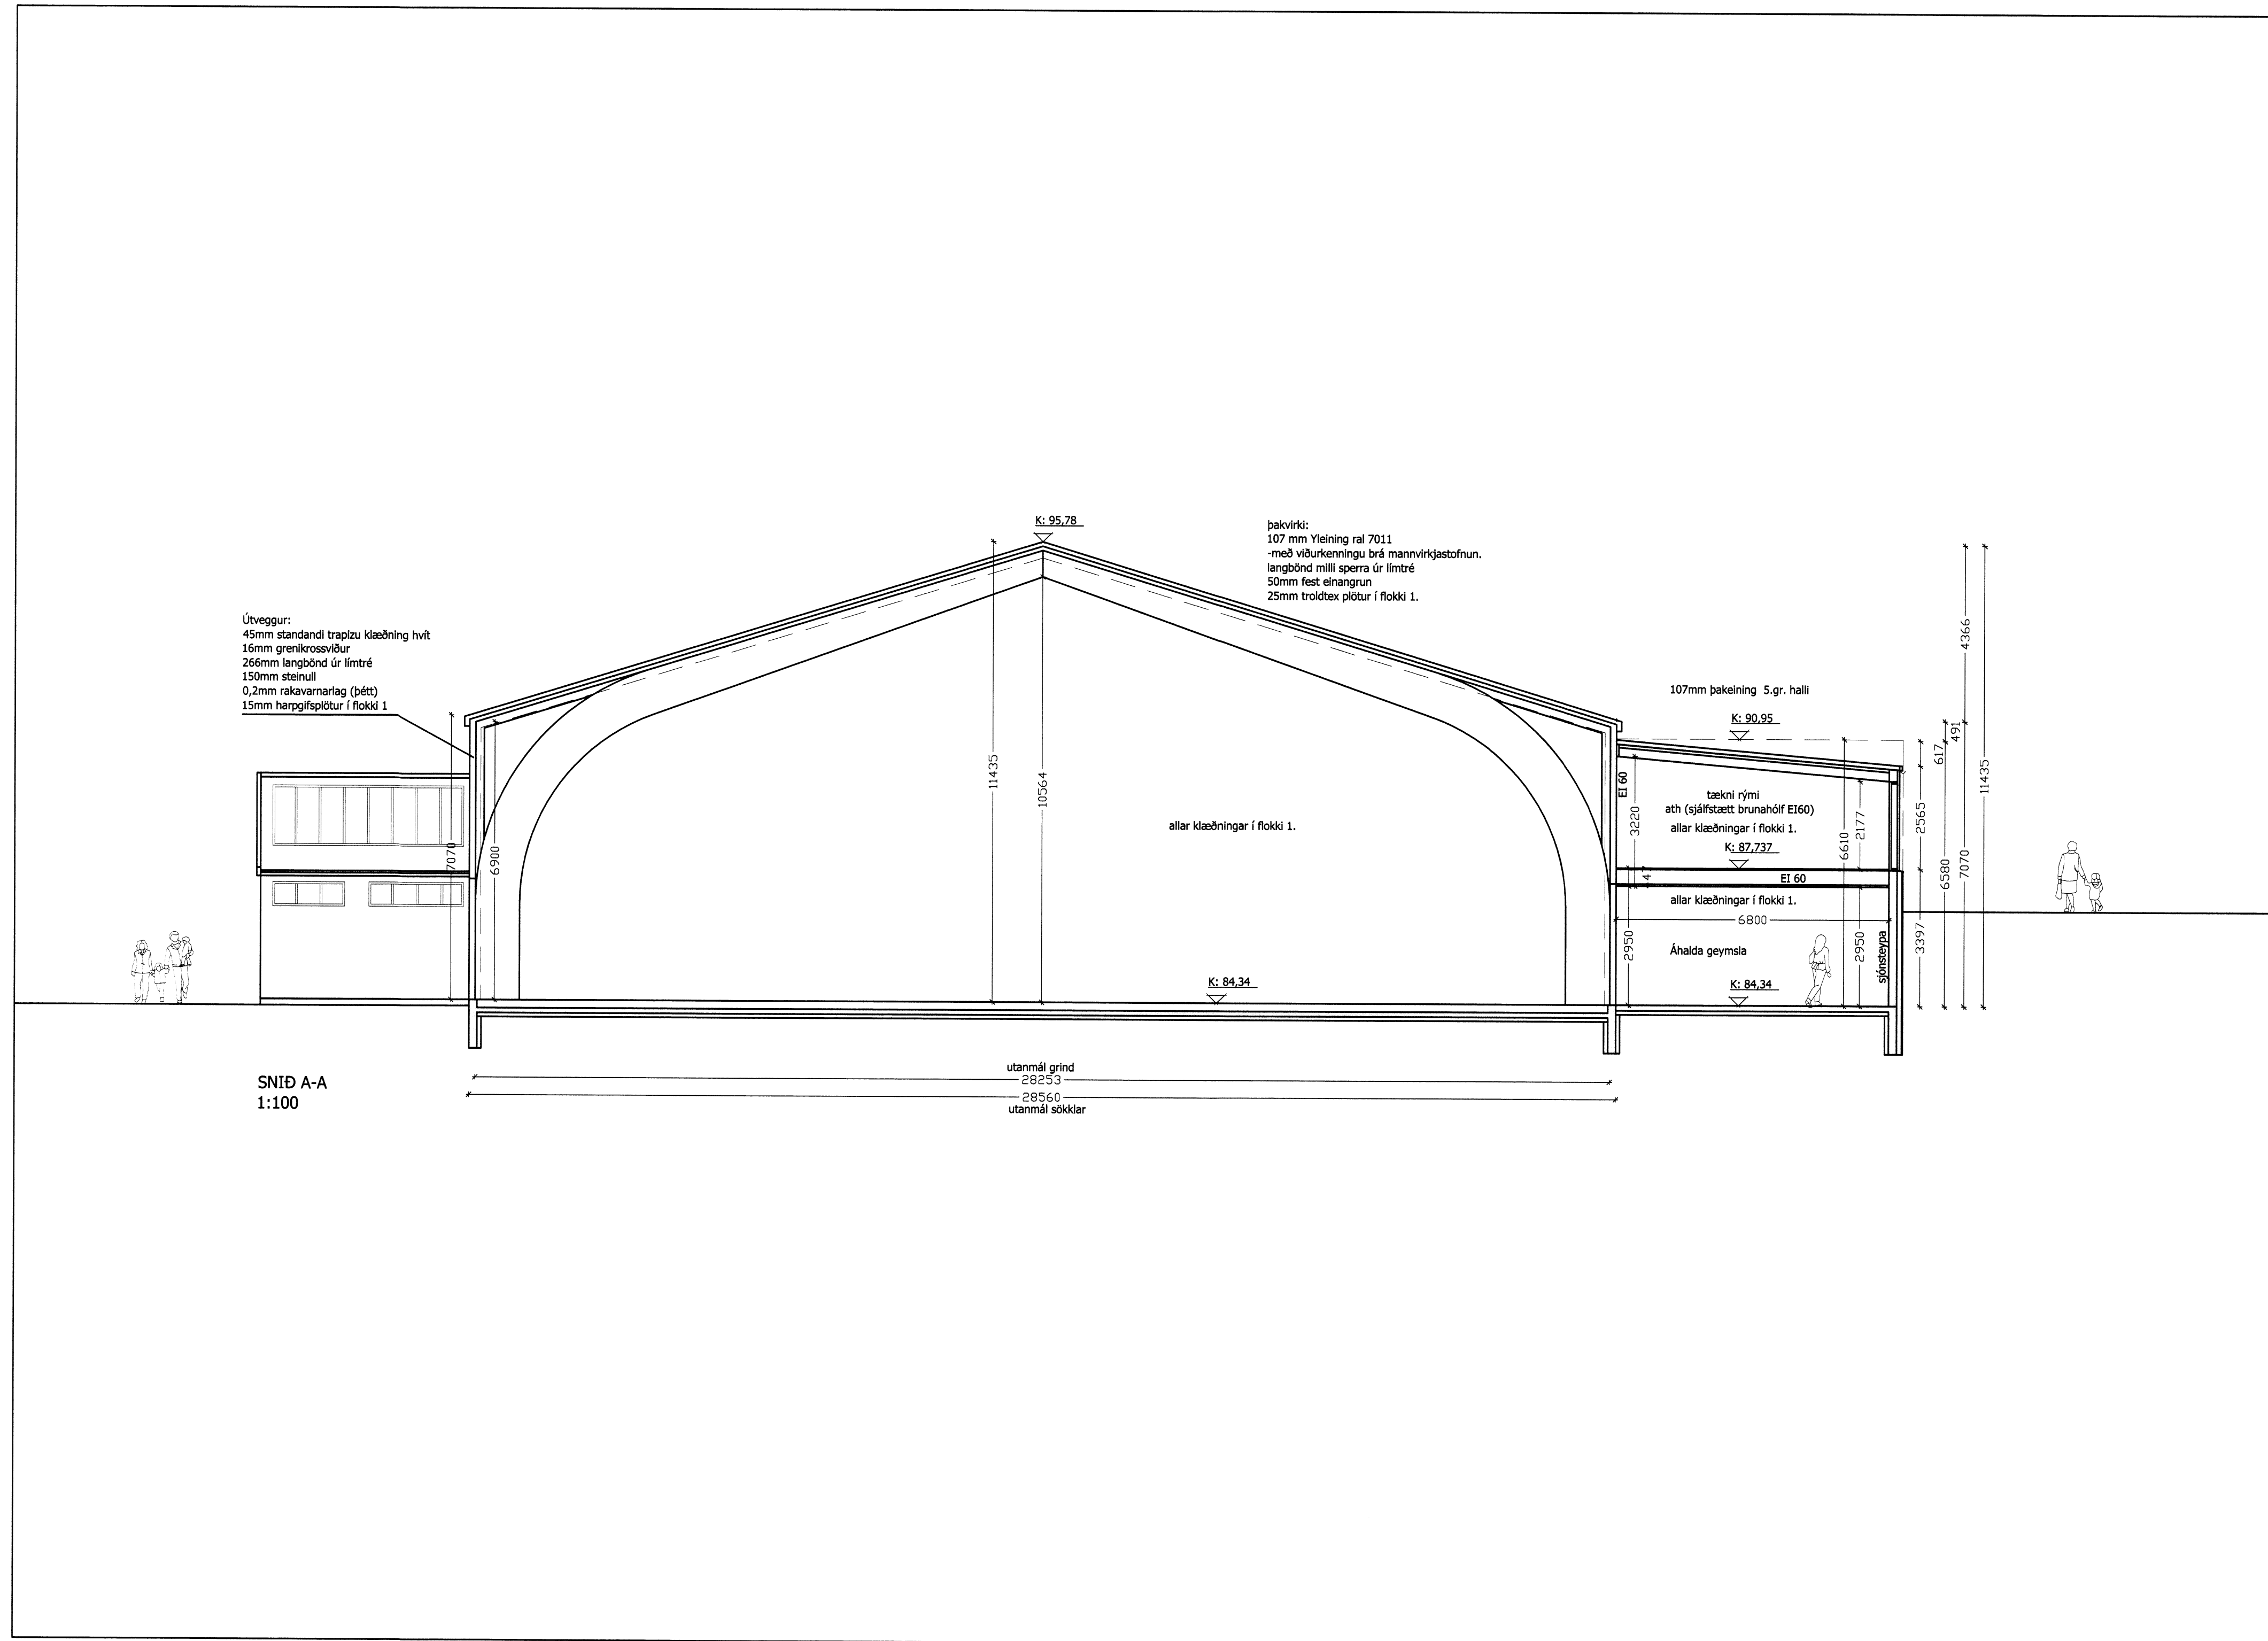 K: 95,78
þakvirki:
107 mm Yleining ral 7011
-með viðurkenningu brá mannvirkjastofnun.
langbönd milli sperra úr límtré
50mm fest einangrun
25mm troldtex plötur í flokki 1.
Útveggur:
45mm standandi trapizu klæðning hvít
16mm grenikrossviður
266mm langbönd úr límtré
150mm steinull
0,2mm rakavarnarlag (þétt)
15mm harpgifsplötur í flokki 1
107mm þakeining 5.gr. halli
K: 90,95
7070
6900
11435
10564
allar klæðningar í flokki 1.
EI 60
3220
tækni rými
ath (sjálfstætt brunahólf EI60)
allar klæðningar í flokki 1.
K: 87,737
6610
2177
EI 60
allar klæðningar í flokki 1.
6800
2950
Áhalda geymsla
2950
sjónsteypa
K: 84,34
K: 84,34
2565
3397
617
6580
491
4366
7070
11435
utanmál grind
28253
28560
utanmál sökklar
SNIÐ A-A
1:100